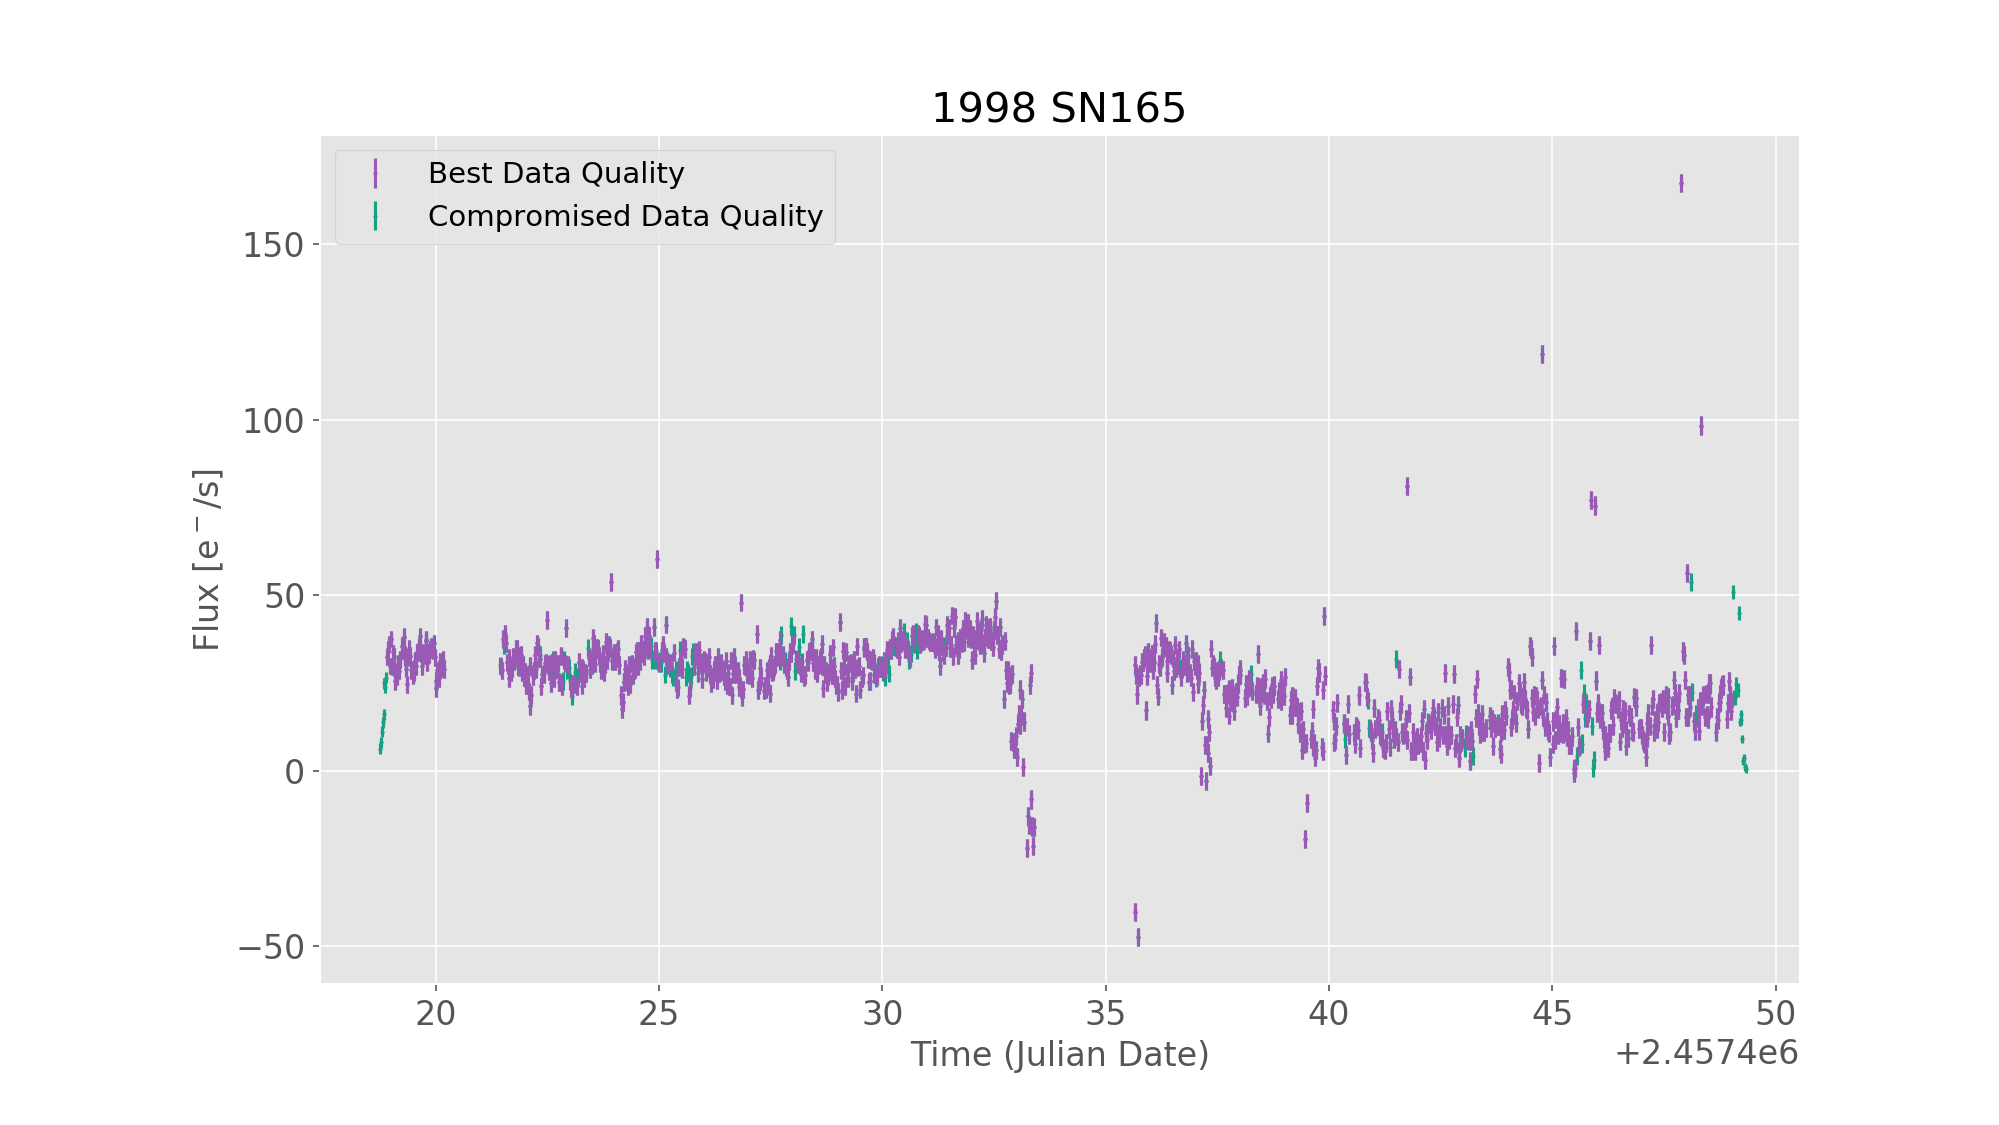 1998 SN165
Best Data Quality
Compromised Data Quality
150
100
50
0
−50
Flux [e⁻/s]
20 25 30 35 40 45 50
Time (Julian Date)
+2.4574e6